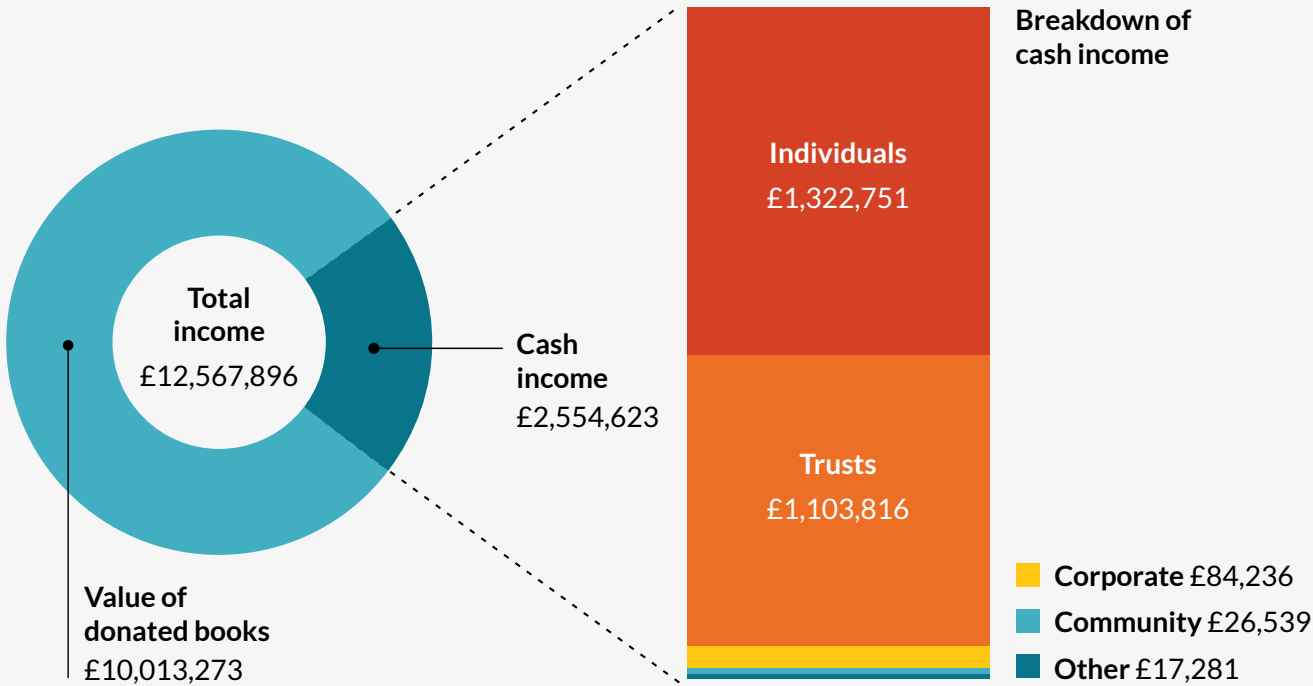 Total
income
£12,567,896
Cash
income
£2,554,623
Value of
donated books
£10,013,273
Breakdown of
cash income
Individuals
£1,322,751
Trusts
£1,103,816
Corporate £84,236
Community £26,539
Other £17,281